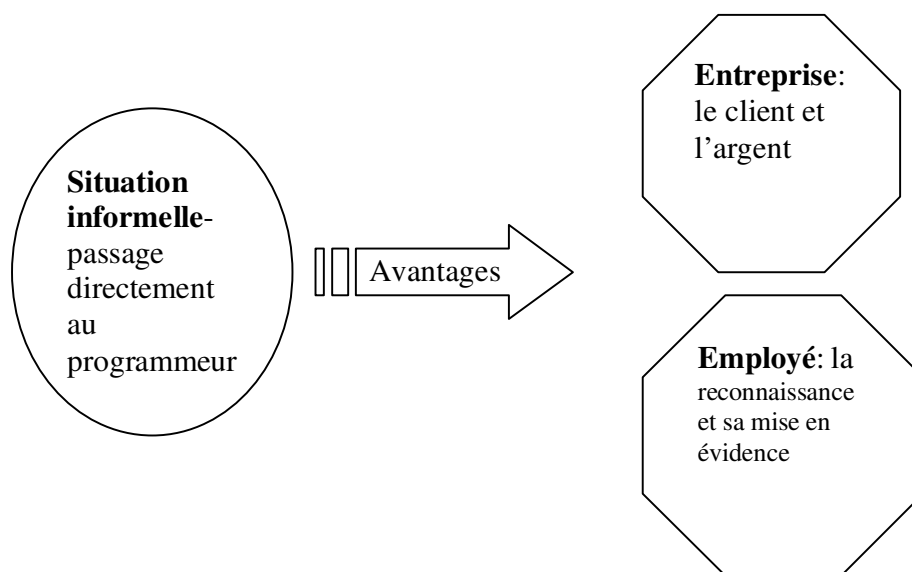 Situation
informelle-
passage
directement
au
programmeur
Avantages
Entreprise:
le client et
l’argent
Employé: la
reconnaissance
et sa mise en
évidence